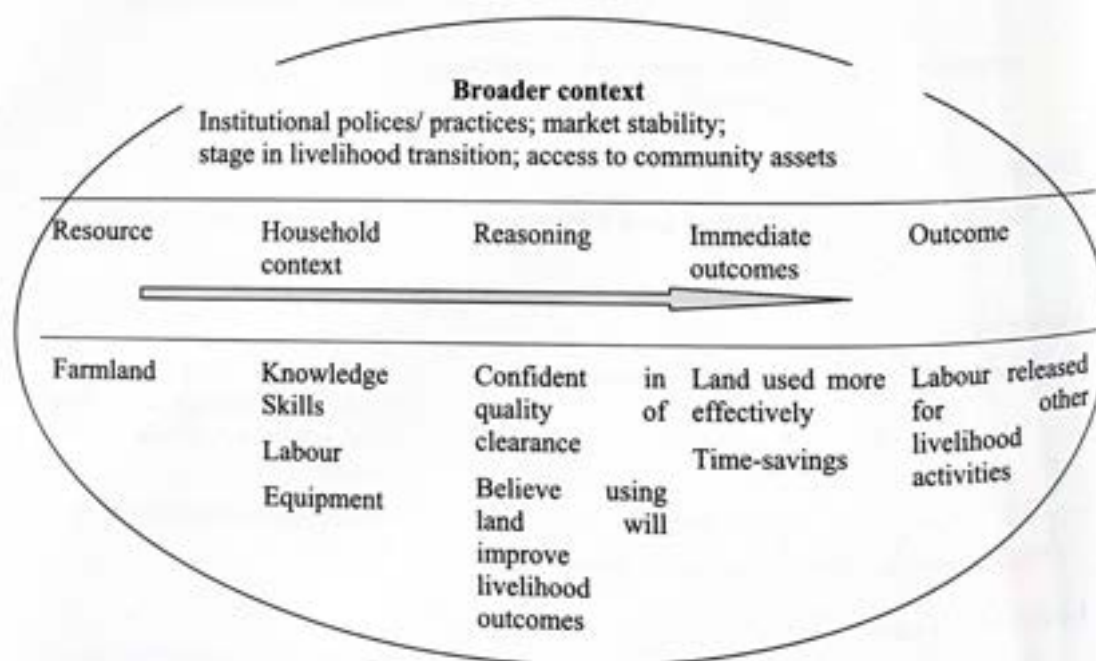 Broader context
Institutional polices/ practices; market stability;
stage in livelihood transition; access to community assets
Resource
Household
context
Reasoning
Immediate
outcomes
Outcome
Farmland
Knowledge
Skills
Labour
Equipment
Confident in
quality of
clearance
Believe using
land will
improve
livelihood
outcomes
Land used more
effectively
Time-savings
Labour released
for other
livelihood
activities